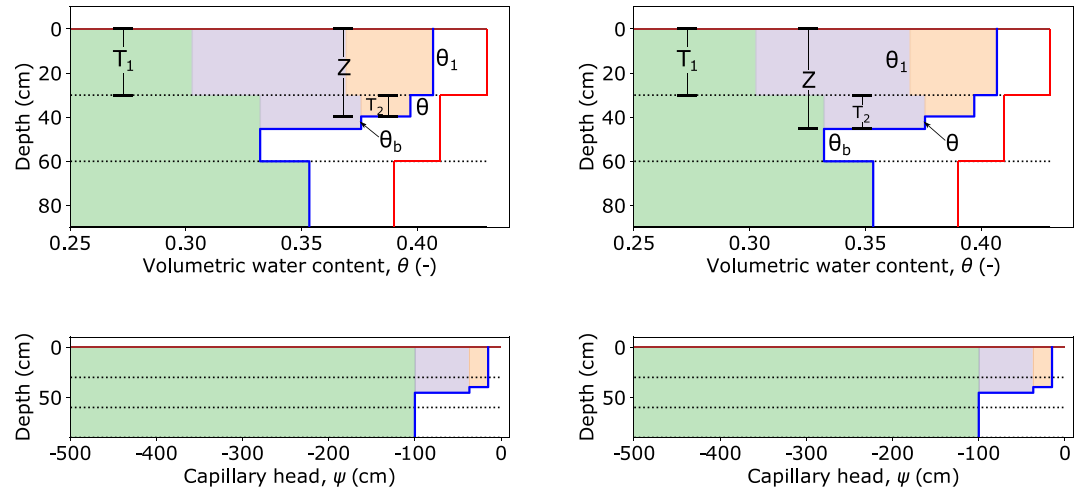 0
20
40
60
80
Depth (cm)
T1
Z
T2
θ1
θ
θb
0.25
0.30
0.35
0.40
Volumetric water content, θ (-)
0
20
40
60
80
Depth (cm)
T1
Z
T2
θ1
θ
θb
0.25
0.30
0.35
0.40
Volumetric water content, θ (-)
0
50
Depth (cm)
-500
-400
-300
-200
-100
0
Capillary head, ψ (cm)
0
50
Depth (cm)
-500
-400
-300
-200
-100
0
Capillary head, ψ (cm)